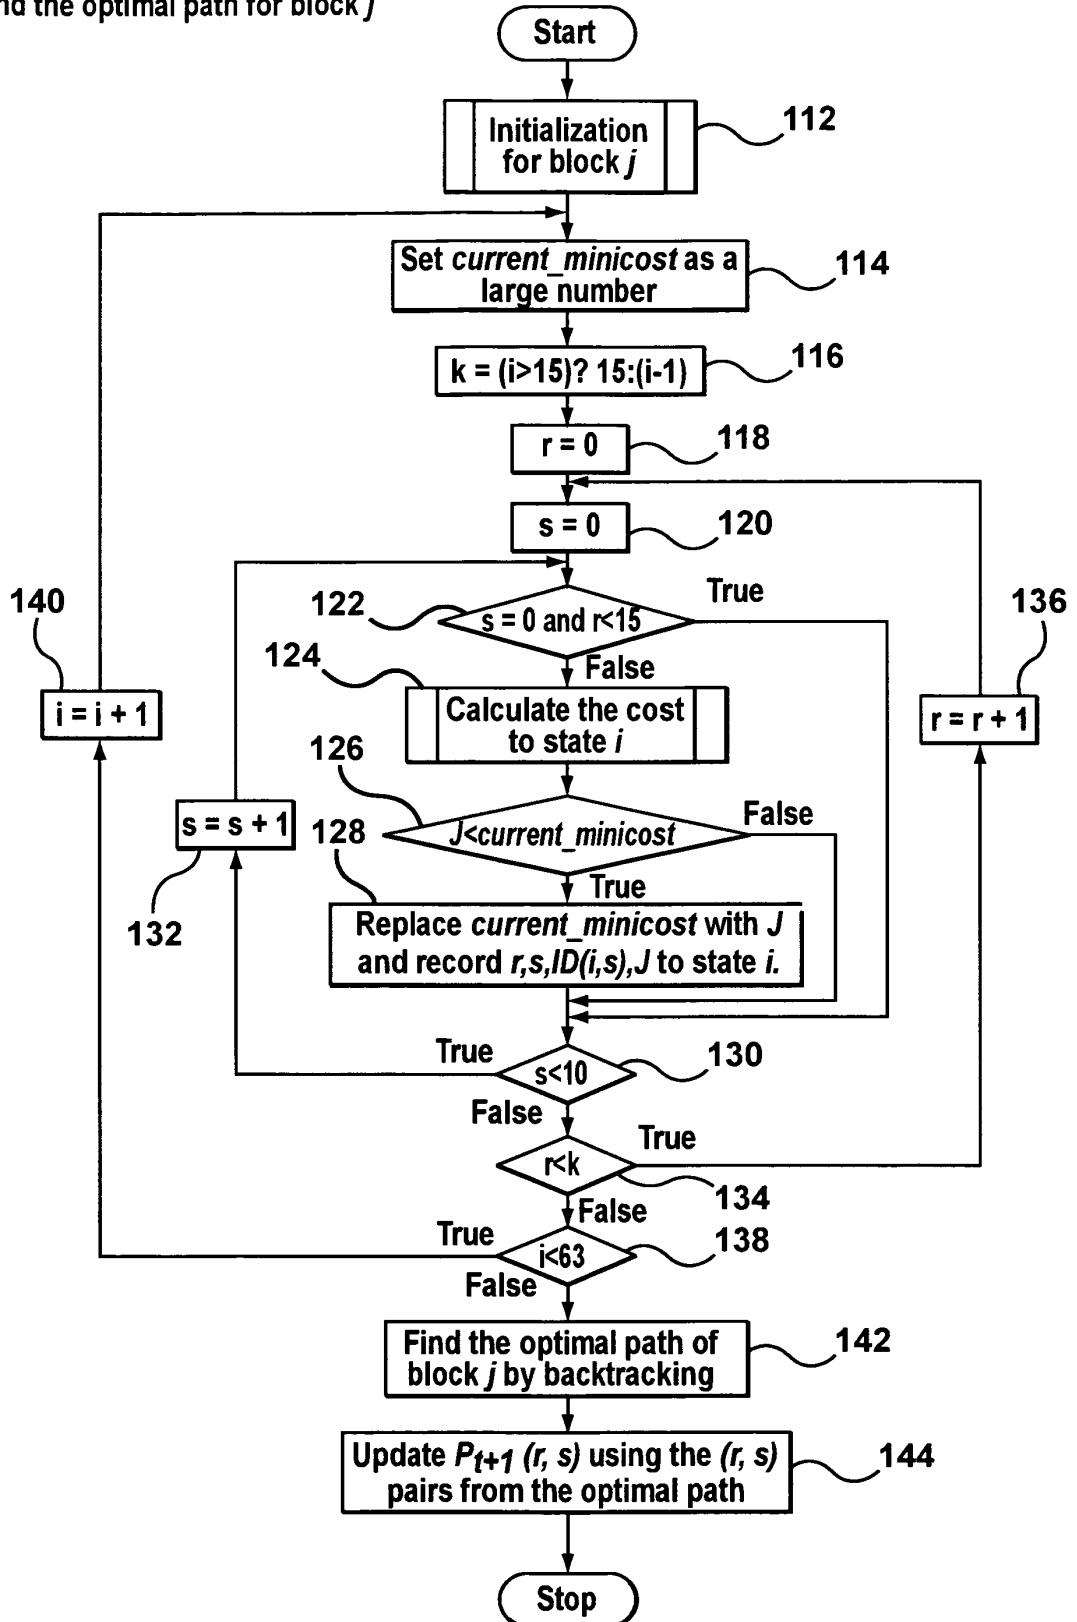 the optimal path for block j
Start
Initialization
for block j
112
Set current_minicost as a
large number
114
k = (i>15)? 15:(i-1)
116
r = 0
118
s = 0
120
122
s = 0 and r<15
True
False
124
Calculate the cost
to state i
126
J<current_minicost
False
True
128
Replace current_minicost with J
and record r,s,ID(i,s),J to state i.
s = s + 1
132
140
i = i + 1
136
r = r + 1
True
s<10
130
False
r<k
True
134
False
True
i<63
138
False
Find the optimal path of
block j by backtracking
142
Update Pt+1 (r, s) using the (r, s)
pairs from the optimal path
144
Stop